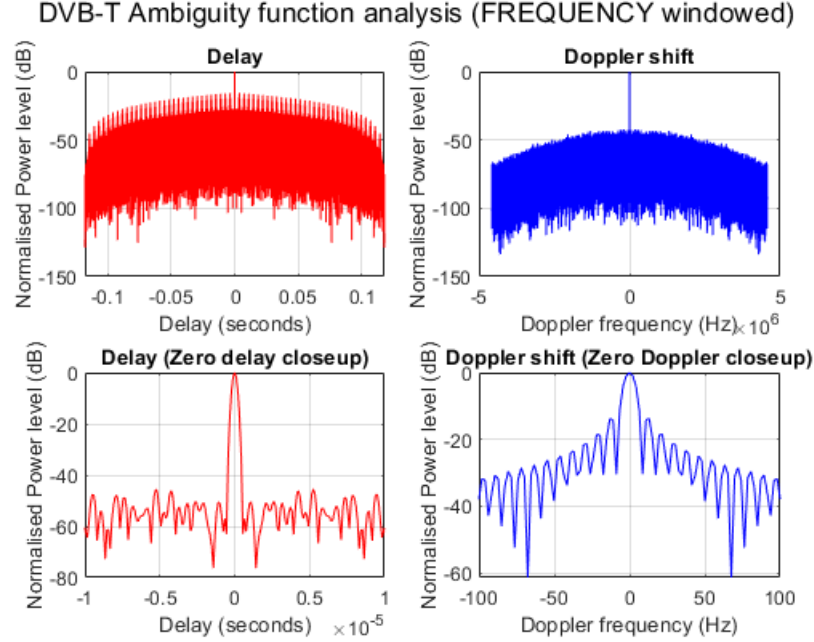 DVB-T Ambiguity function analysis (FREQUENCY windowed)
Delay
Normalised Power level (dB)
0
-50
-100
-150
-0.1 -0.05 0 0.05 0.1
Delay (seconds)
Doppler shift
Normalised Power level (dB)
0
-50
-100
-150
-5 0 5
Doppler frequency (Hz) ×10^6
Delay (Zero delay closeup)
Normalised Power level (dB)
0
-20
-40
-60
-80
-1 -0.5 0 0.5 1
Delay (seconds) ×10^-5
Doppler shift (Zero Doppler closeup)
Normalised Power level (dB)
0
-20
-40
-60
-100 -50 0 50 100
Doppler frequency (Hz)